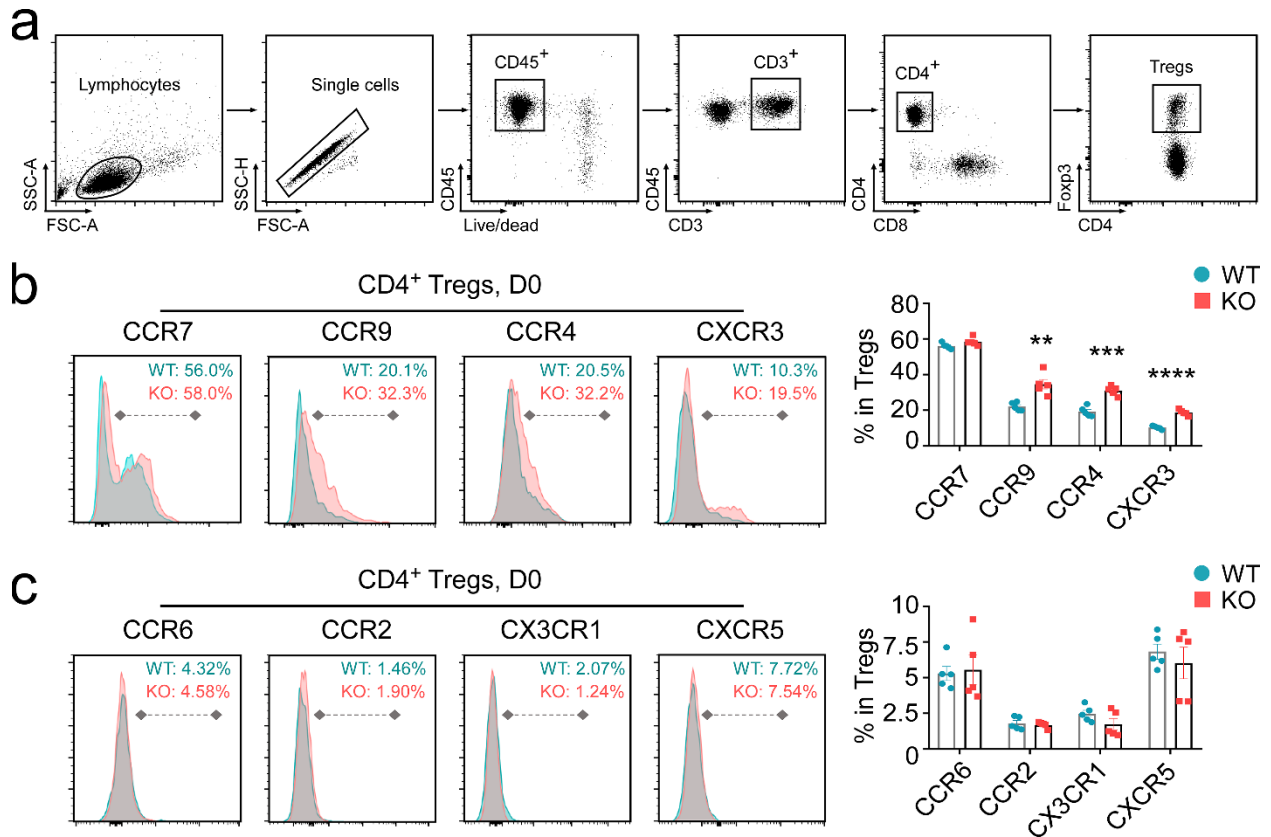 a
Lymphocytes
SSC-A
FSC-A
Single cells
SSC-H
FSC-A
CD45+
CD45
Live/dead
CD3+
CD45
CD3
CD4+
CD4
CD8
Tregs
Foxp3
CD4
b
CD4+ Tregs, D0
CCR7
WT: 56.0%
KO: 58.0%
CCR9
WT: 20.1%
KO: 32.3%
CCR4
WT: 20.5%
KO: 32.2%
CXCR3
WT: 10.3%
KO: 19.5%
WT
KO
% in Tregs
80
60
40
20
0
**
***
****
CCR7
CCR9
CCR4
CXCR3
c
CD4+ Tregs, D0
CCR6
WT: 4.32%
KO: 4.58%
CCR2
WT: 1.46%
KO: 1.90%
CX3CR1
WT: 2.07%
KO: 1.24%
CXCR5
WT: 7.72%
KO: 7.54%
WT
KO
% in Tregs
10
7.5
5
2.5
0
CCR6
CCR2
CX3CR1
CXCR5